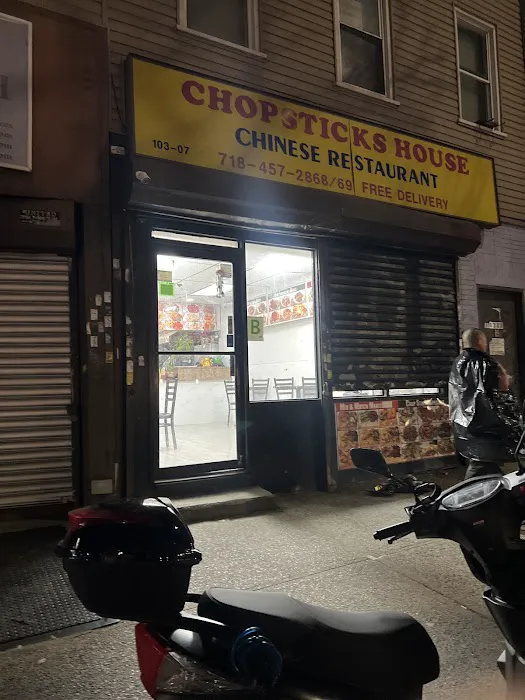 CHOPSTICKS HOUSE
CHINESE RESTAURANT
103-07
718-457-2868/69 FREE DELIVERY
B